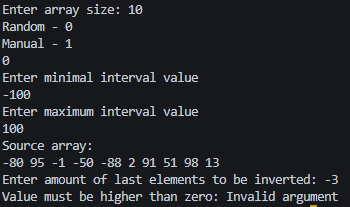 Enter array size: 10
Random - 0
Manual - 1
0
Enter minimal interval value
-100
Enter maximum interval value
100
Source array:
-80 95 -1 -50 -88 2 91 51 98 13
Enter amount of last elements to be inverted: -3
Value must be higher than zero: Invalid argument